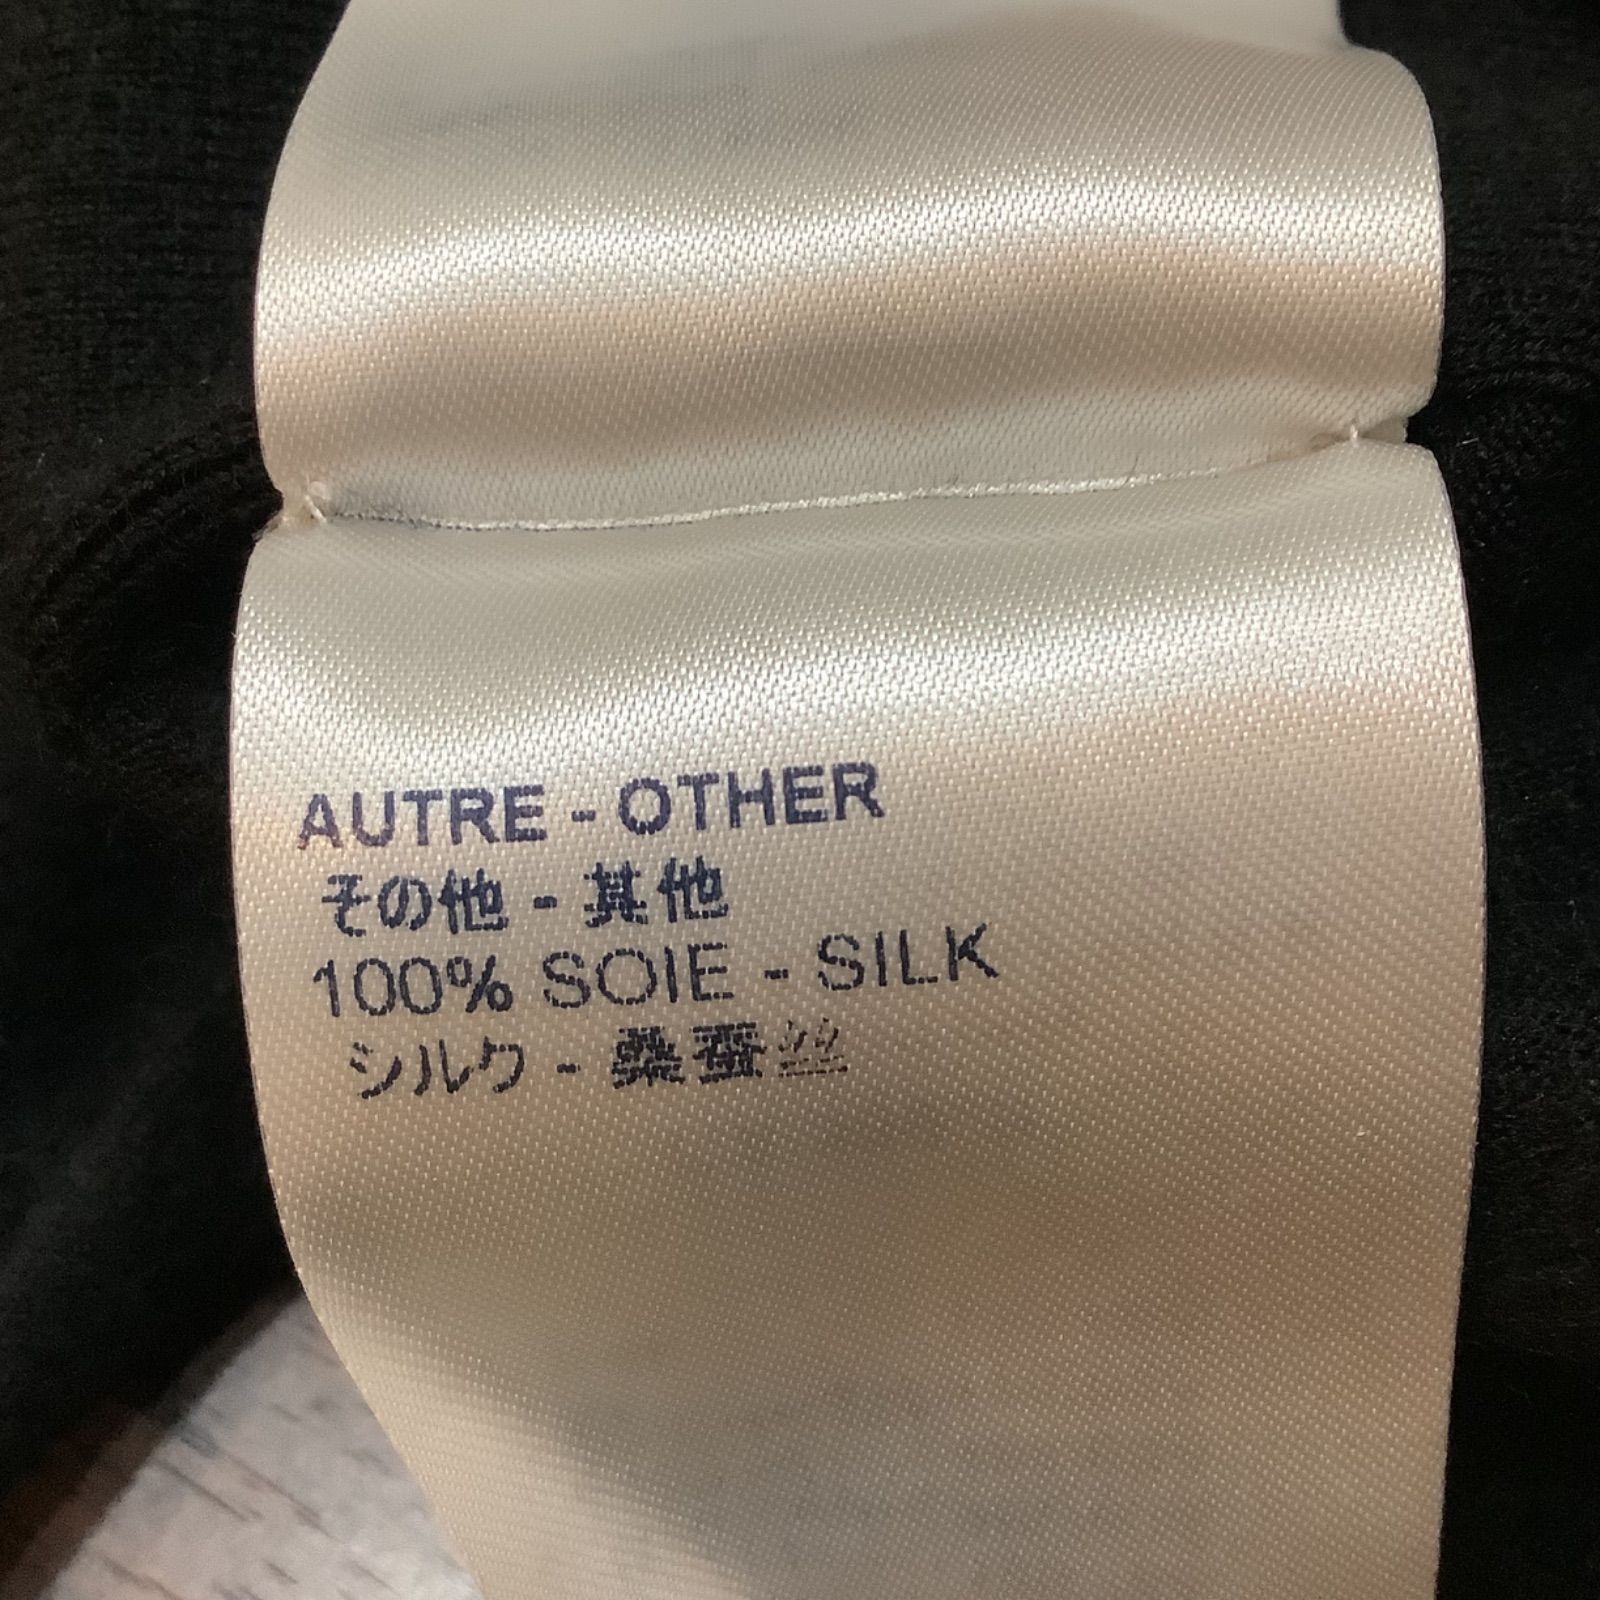 AUTRE - OTHER
その他 - 其他
100% SOIE - SILK
シルク - 桑蚕丝